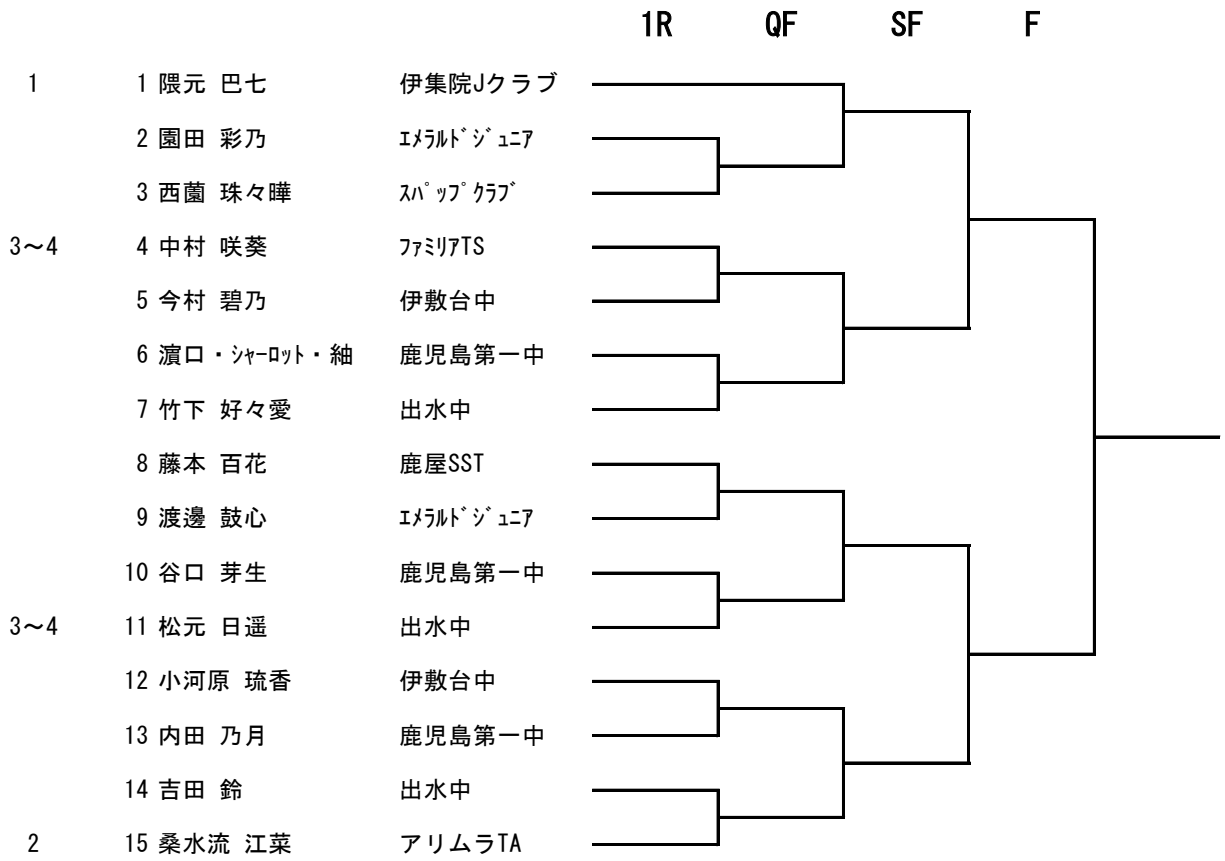 1R QF SF F
1 1 隈元 巴七 伊集院Jクラブ
2 園田 彩乃 ｴﾒﾗﾙﾄﾞｼﾞｭﾆｱ
3 西薗 珠々曄 ｽﾊﾟｯﾌﾟｸﾗﾌﾞ
3～4 4 中村 咲葵 ﾌｧﾐﾘｱTS
5 今村 碧乃 伊敷台中
6 濵口・ｼｬｰﾛｯﾄ・紬 鹿児島第一中
7 竹下 好々愛 出水中
8 藤本 百花 鹿屋SST
9 渡邊 鼓心 ｴﾒﾗﾙﾄﾞｼﾞｭﾆｱ
10 谷口 芽生 鹿児島第一中
3～4 11 松元 日遥 出水中
12 小河原 琉香 伊敷台中
13 内田 乃月 鹿児島第一中
14 吉田 鈴 出水中
2 15 桑水流 江菜 アリムラTA